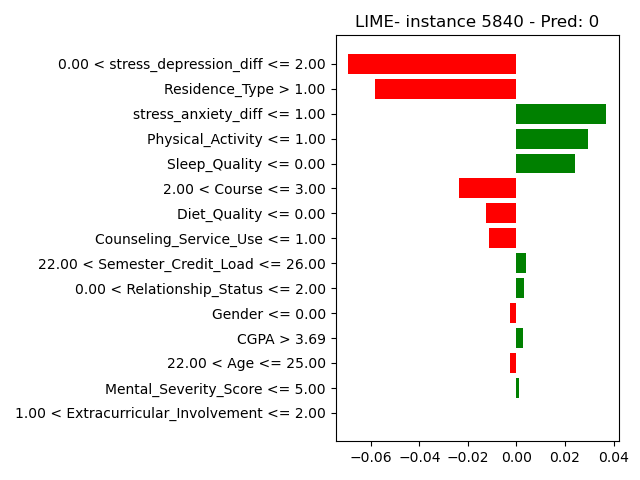 LIME- instance 5840 - Pred: 0
0.00 < stress_depression_diff <= 2.00
Residence_Type > 1.00
stress_anxiety_diff <= 1.00
Physical_Activity <= 1.00
Sleep_Quality <= 0.00
2.00 < Course <= 3.00
Diet_Quality <= 0.00
Counseling_Service_Use <= 1.00
22.00 < Semester_Credit_Load <= 26.00
0.00 < Relationship_Status <= 2.00
Gender <= 0.00
CGPA > 3.69
22.00 < Age <= 25.00
Mental_Severity_Score <= 5.00
1.00 < Extracurricular_Involvement <= 2.00
−0.06 −0.04 −0.02 0.00 0.02 0.04